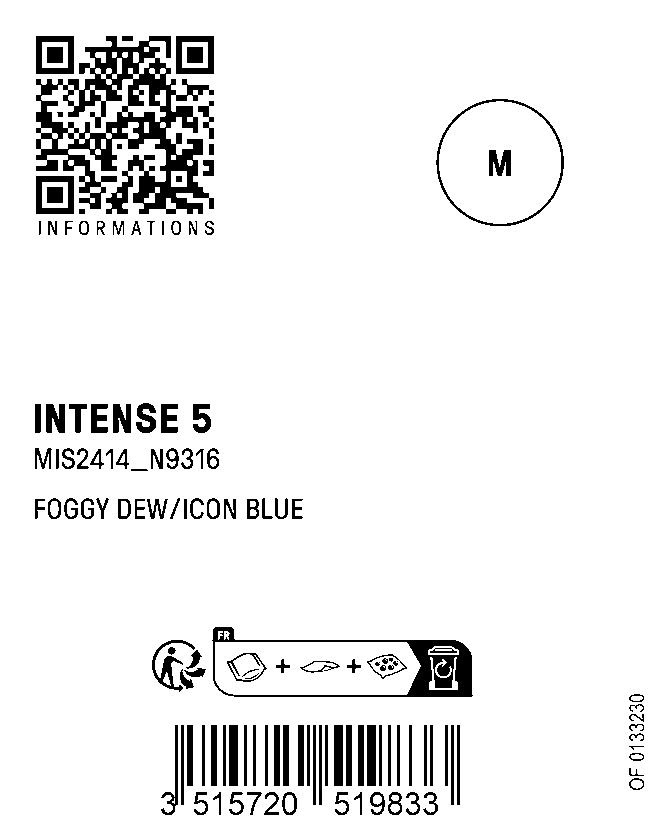 INFORMATIONS
M
INTENSE 5
MIS2414_N9316
FOGGY DEW/ICON BLUE
FR
3 515720 519833
OF 0133230